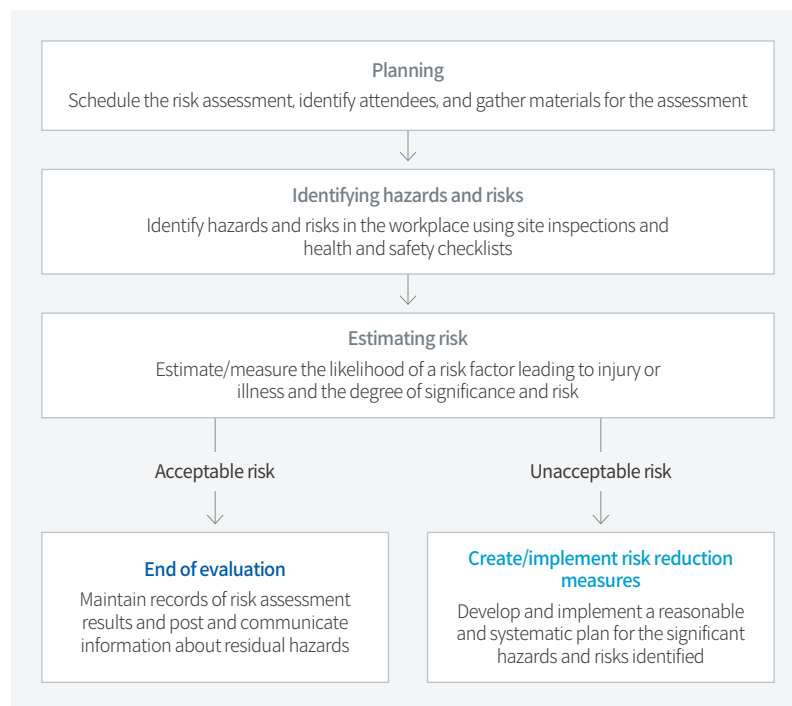 Planning
Schedule the risk assessment, identify attendees, and gather materials for the assessment
Identifying hazards and risks
Identify hazards and risks in the workplace using site inspections and
health and safety checklists
Estimating risk
Estimate/measure the likelihood of a risk factor leading to injury or
illness and the degree of significance and risk
Acceptable risk
Unacceptable risk
End of evaluation
Maintain records of risk assessment
results and post and communicate
information about residual hazards
Create/implement risk reduction
measures
Develop and implement a reasonable
and systematic plan for the significant
hazards and risks identified